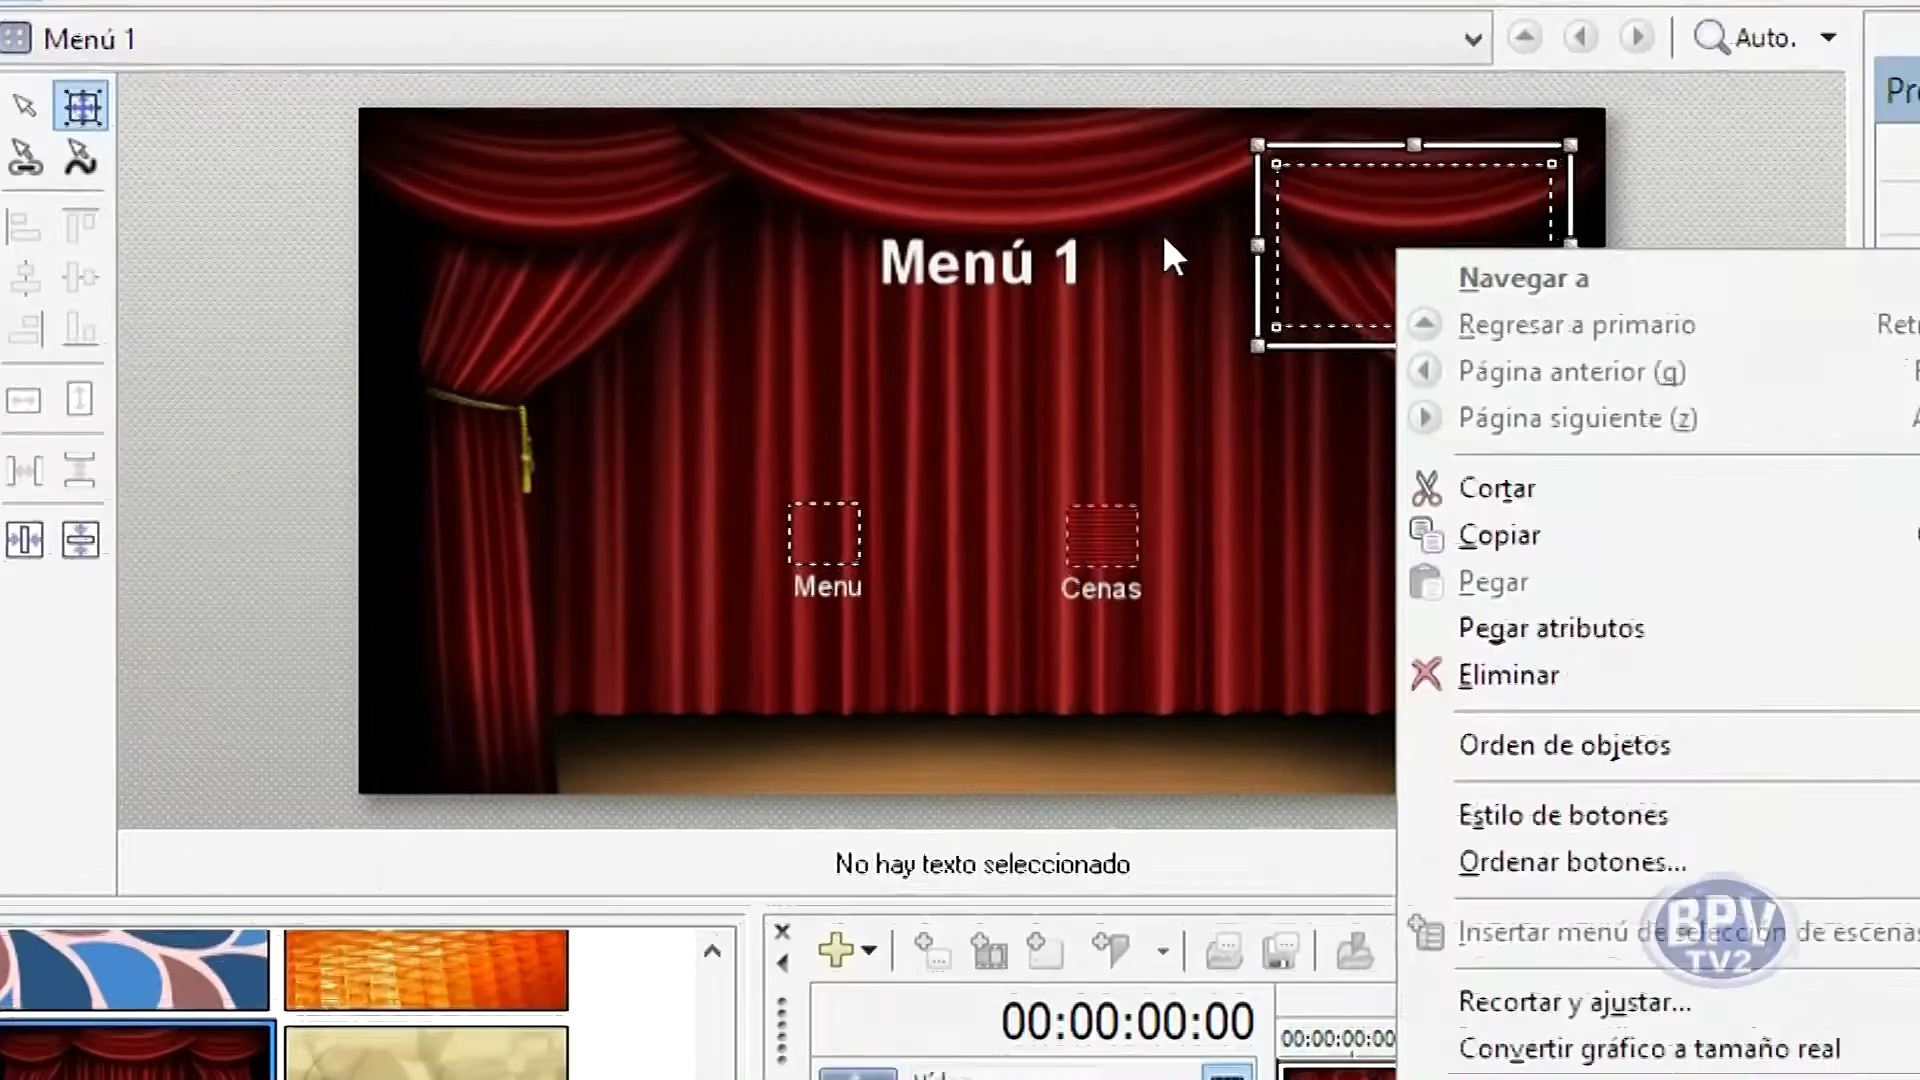 Menú 1
Auto.
Menú 1
Menu
Cenas
Navegar a
Regresar a primario
Página anterior (q)
Página siguiente (z)
Cortar
Copiar
Pegar
Pegar atributos
Eliminar
Orden de objetos
Estilo de botones
Ordenar botones...
Insertar menú de selección de escenas
Recortar y ajustar...
Convertir gráfico a tamaño real
No hay texto seleccionado
00:00:00:00
00:00:00:00
BPV
TV2